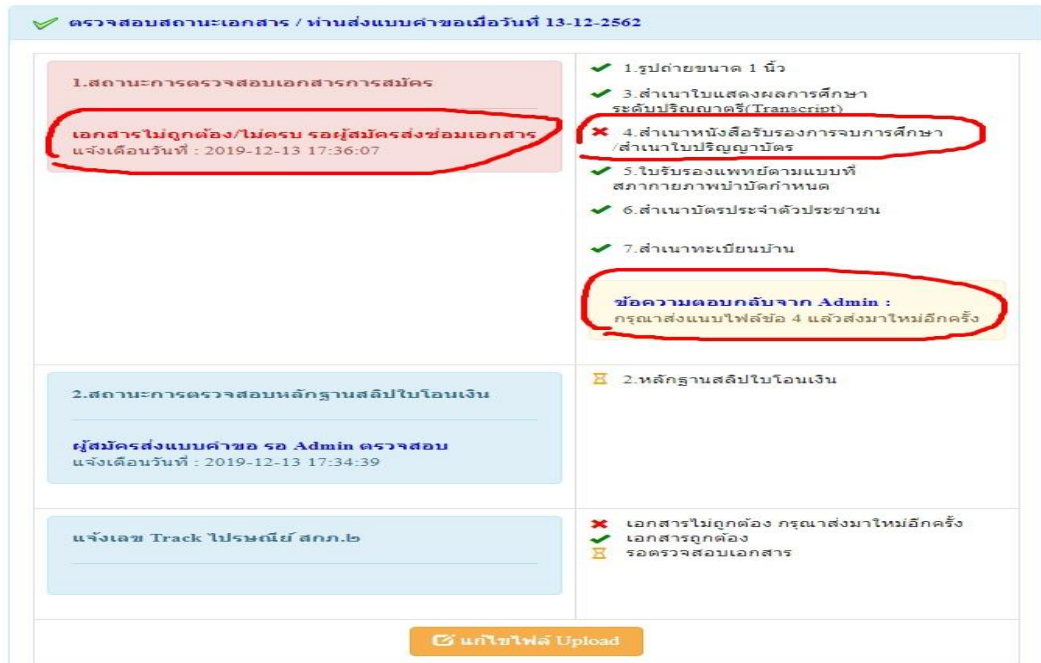 ตรวจสอบสถานะเอกสาร / ท่านส่งแบบคำขอเมื่อวันที่ 13-12-2562
1.สถานะการตรวจสอบเอกสารการสมัคร
เอกสารไม่ถูกต้อง/ไม่ครบ รอผู้สมัครส่งซ่อมเอกสาร
แจ้งเตือนวันที่ : 2019-12-13 17:36:07
1.รูปถ่ายขนาด 1 นิ้ว
3.สำเนาใบแสดงผลการศึกษา
ระดับปริญญาตรี(Transcript)
4.สำเนาหนังสือรับรองการจบการศึกษา
/สำเนาใบปริญญาบัตร
5.ใบรับรองแพทย์ตามแบบที่
สภากายภาพบำบัดกำหนด
6.สำเนาบัตรประจำตัวประชาชน
7.สำเนาทะเบียนบ้าน
ข้อความตอบกลับจาก Admin :
กรุณาส่งแนบไฟล์ข้อ 4 แล้วส่งมาใหม่อีกครั้ง
2.สถานะการตรวจสอบหลักฐานสลิปใบโอนเงิน
ผู้สมัครส่งแบบคำขอ รอ Admin ตรวจสอบ
แจ้งเตือนวันที่ : 2019-12-13 17:34:39
2.หลักฐานสลิปใบโอนเงิน
แจ้งเลข Track ไปรษณีย์ สกภ.๒
เอกสารไม่ถูกต้อง กรุณาส่งมาใหม่อีกครั้ง
เอกสารถูกต้อง
รอตรวจสอบเอกสาร
แก้ไขไฟล์ Upload